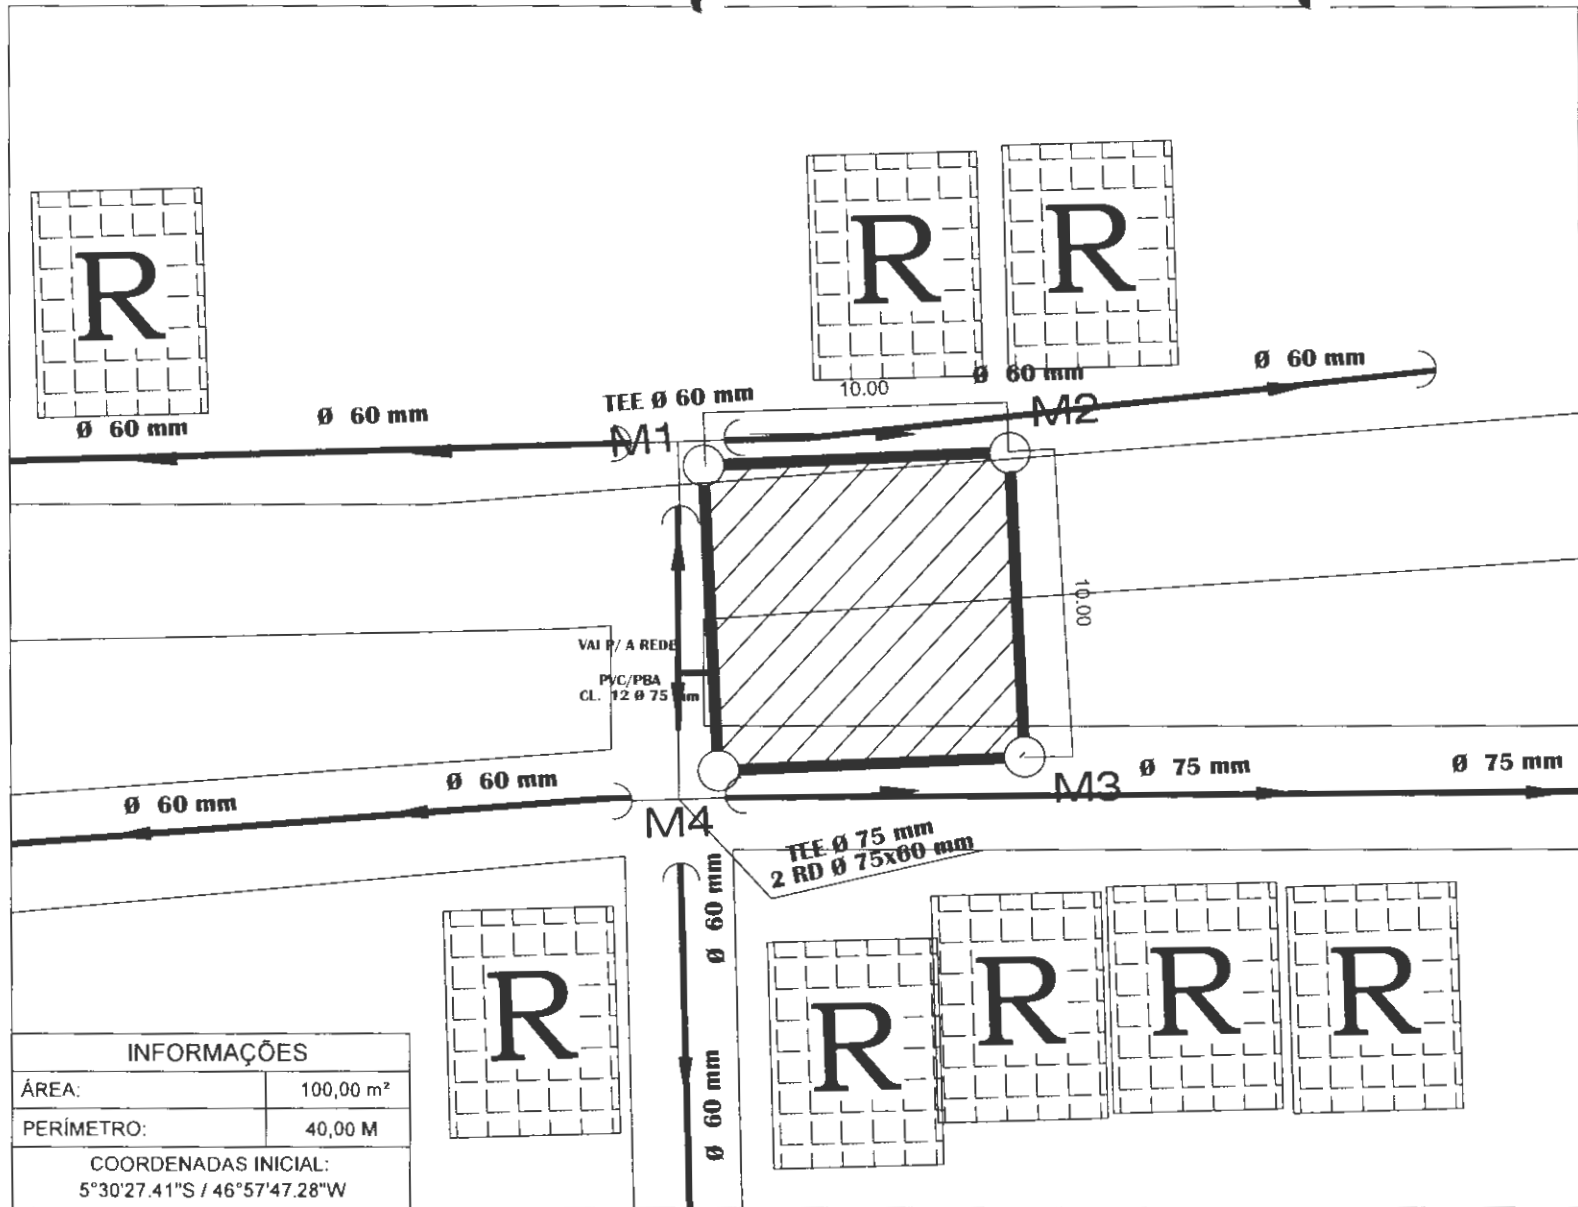 R
R
R
Ø 60 mm
Ø 60 mm
TEE Ø 60 mm
10.00
Ø 60 mm
Ø 60 mm
M1
M2
10.00
VAI P/ A REDE
PVC/PBA
CL. 12 Ø 75 mm
Ø 60 mm
Ø 60 mm
M4
M3
Ø 75 mm
Ø 75 mm
TEE Ø 75 mm
2 RD Ø 75x60 mm
Ø 60 mm
Ø 60 mm
R
R
R
R
R
INFORMAÇÕES
ÁREA: 100,00 m²
PERÍMETRO: 40,00 M
COORDENADAS INICIAL:
5°30'27.41"S / 46°57'47.28"W